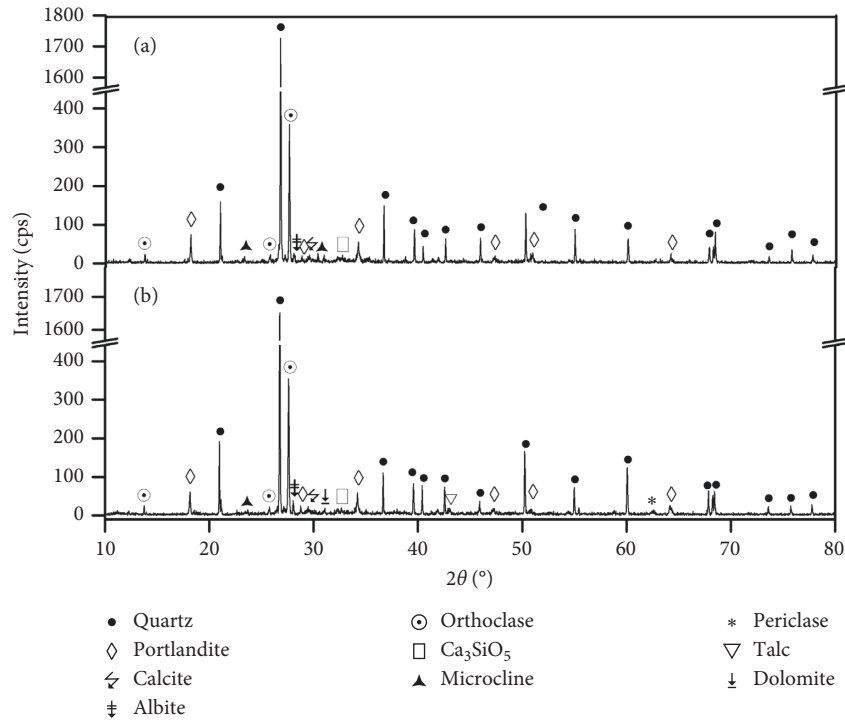 1800
1700
1600
400
300
200
100
0
(a)
1700
1600
400
300
200
100
0
(b)
Intensity (cps)
10 20 30 40 50 60 70 80
2θ (°)
Quartz Orthoclase Periclase
Portlandite Ca₃SiO₅ Talc
Calcite Microcline Dolomite
Albite